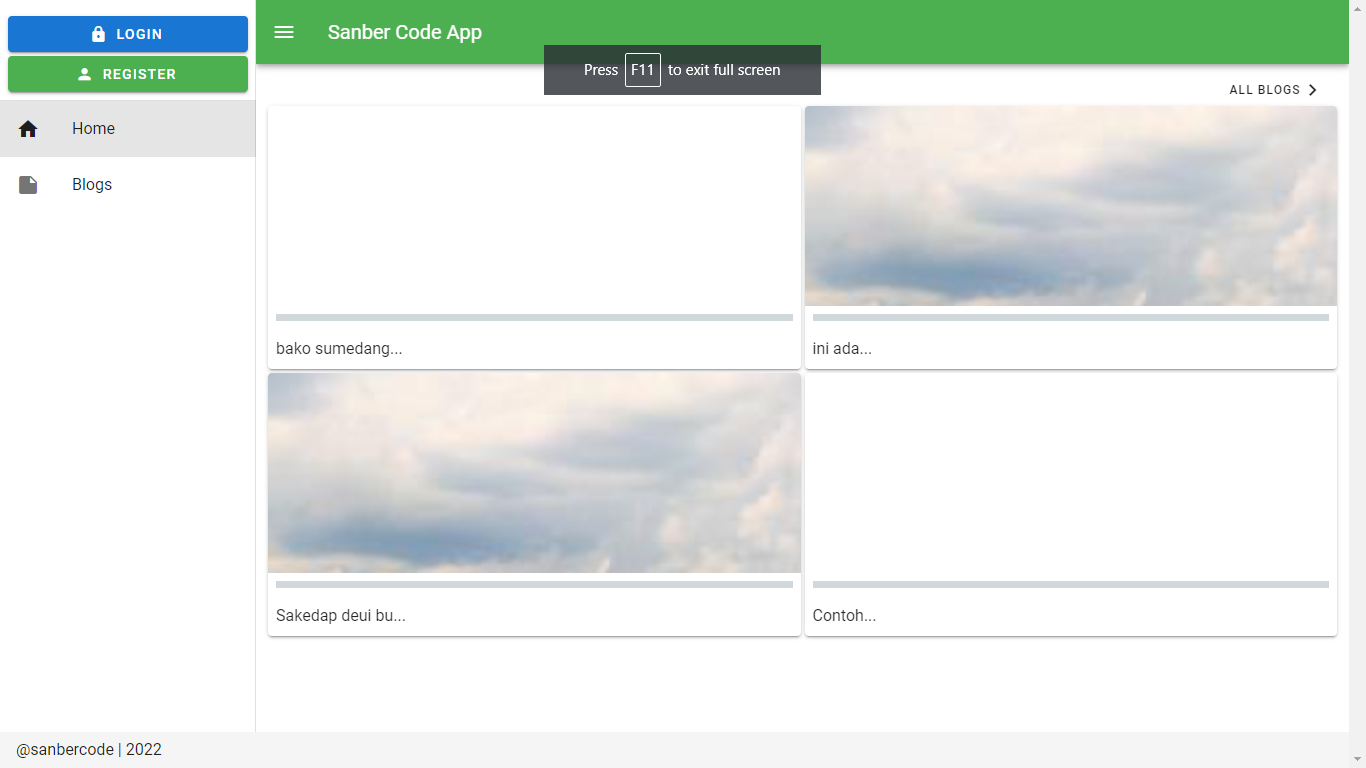 LOGIN
REGISTER
Home
Blogs
Sanber Code App
Press F11 to exit full screen
ALL BLOGS
bako sumedang...
ini ada...
Sakedap deui bu...
Contoh...
@sanbercode | 2022